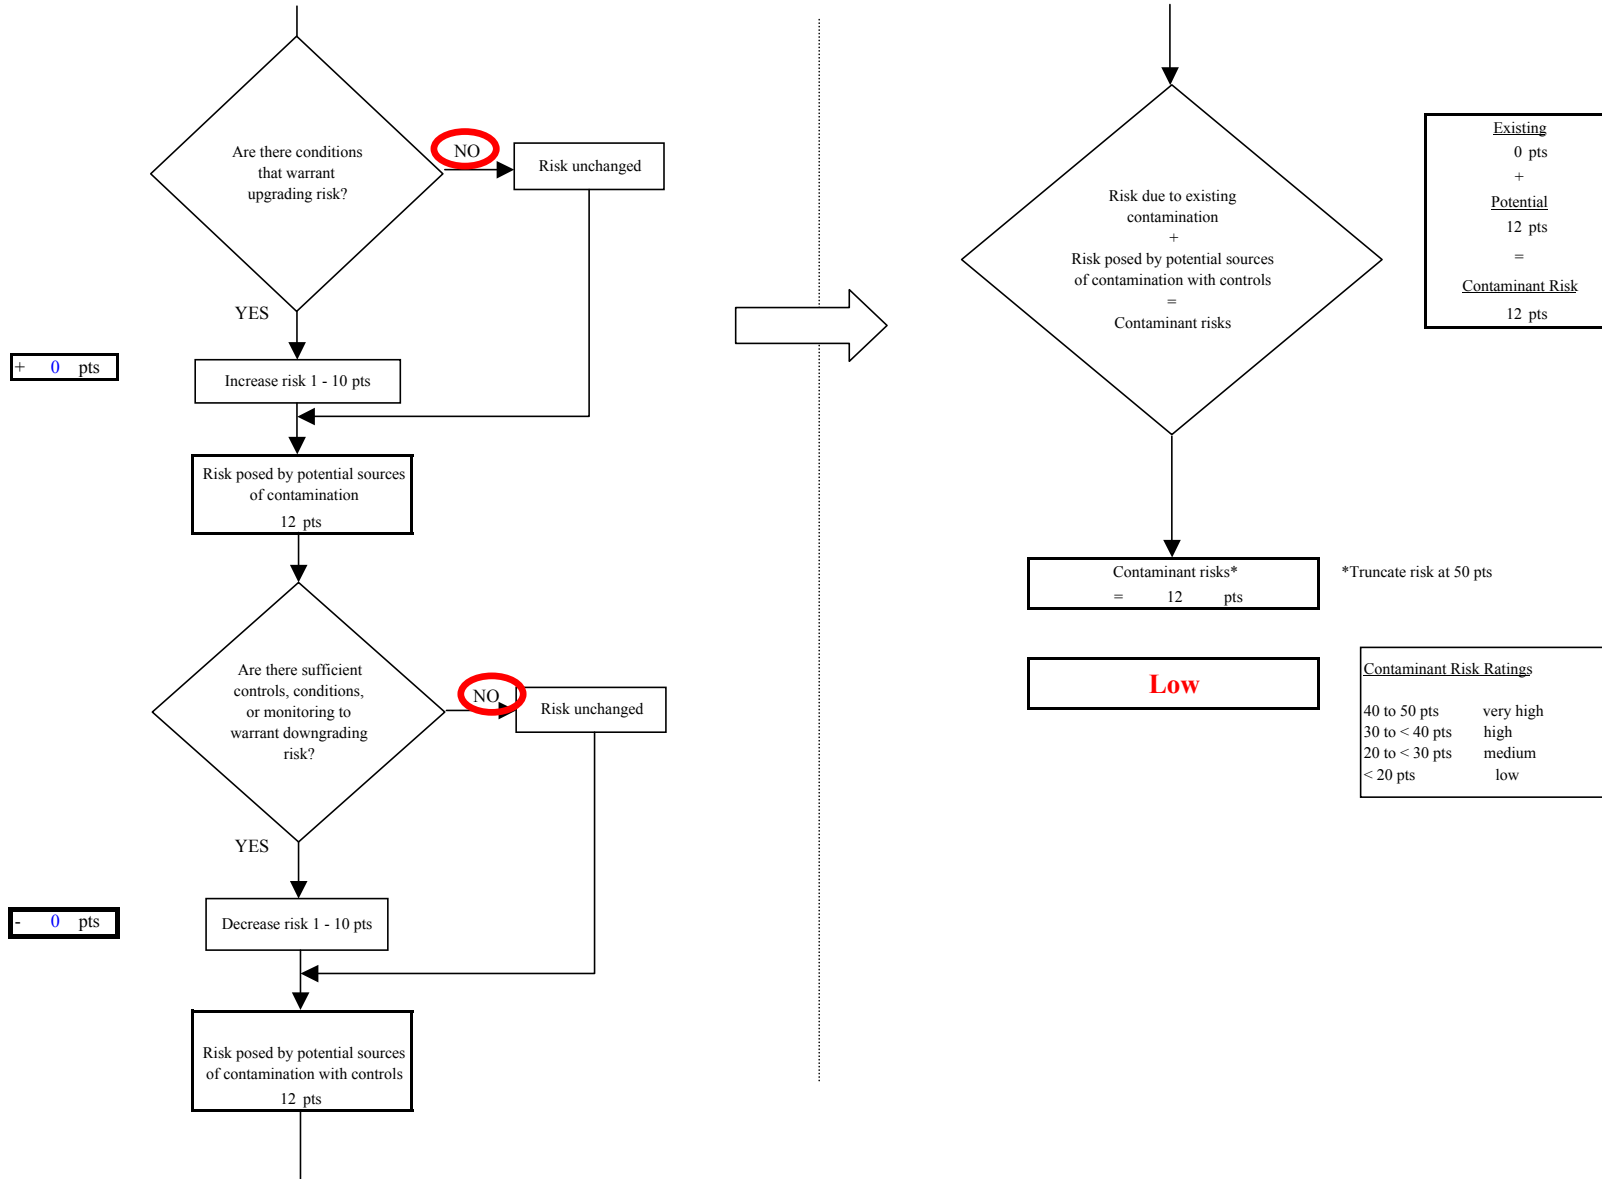 Are there conditions
that warrant
upgrading risk?
NO
Risk unchanged
YES
+ 0 pts
Increase risk 1 - 10 pts
Risk posed by potential sources
of contamination
12 pts
Are there sufficient
controls, conditions,
or monitoring to
warrant downgrading
risk?
NO
Risk unchanged
YES
- 0 pts
Decrease risk 1 - 10 pts
Risk posed by potential sources
of contamination with controls
12 pts
Risk due to existing
contamination
+
Risk posed by potential sources
of contamination with controls
=
Contaminant risks
Existing
0 pts
+
Potential
12 pts
=
Contaminant Risk
12 pts
Contaminant risks*
= 12 pts
*Truncate risk at 50 pts
Low
Contaminant Risk Ratings
40 to 50 pts very high
30 to < 40 pts high
20 to < 30 pts medium
< 20 pts low